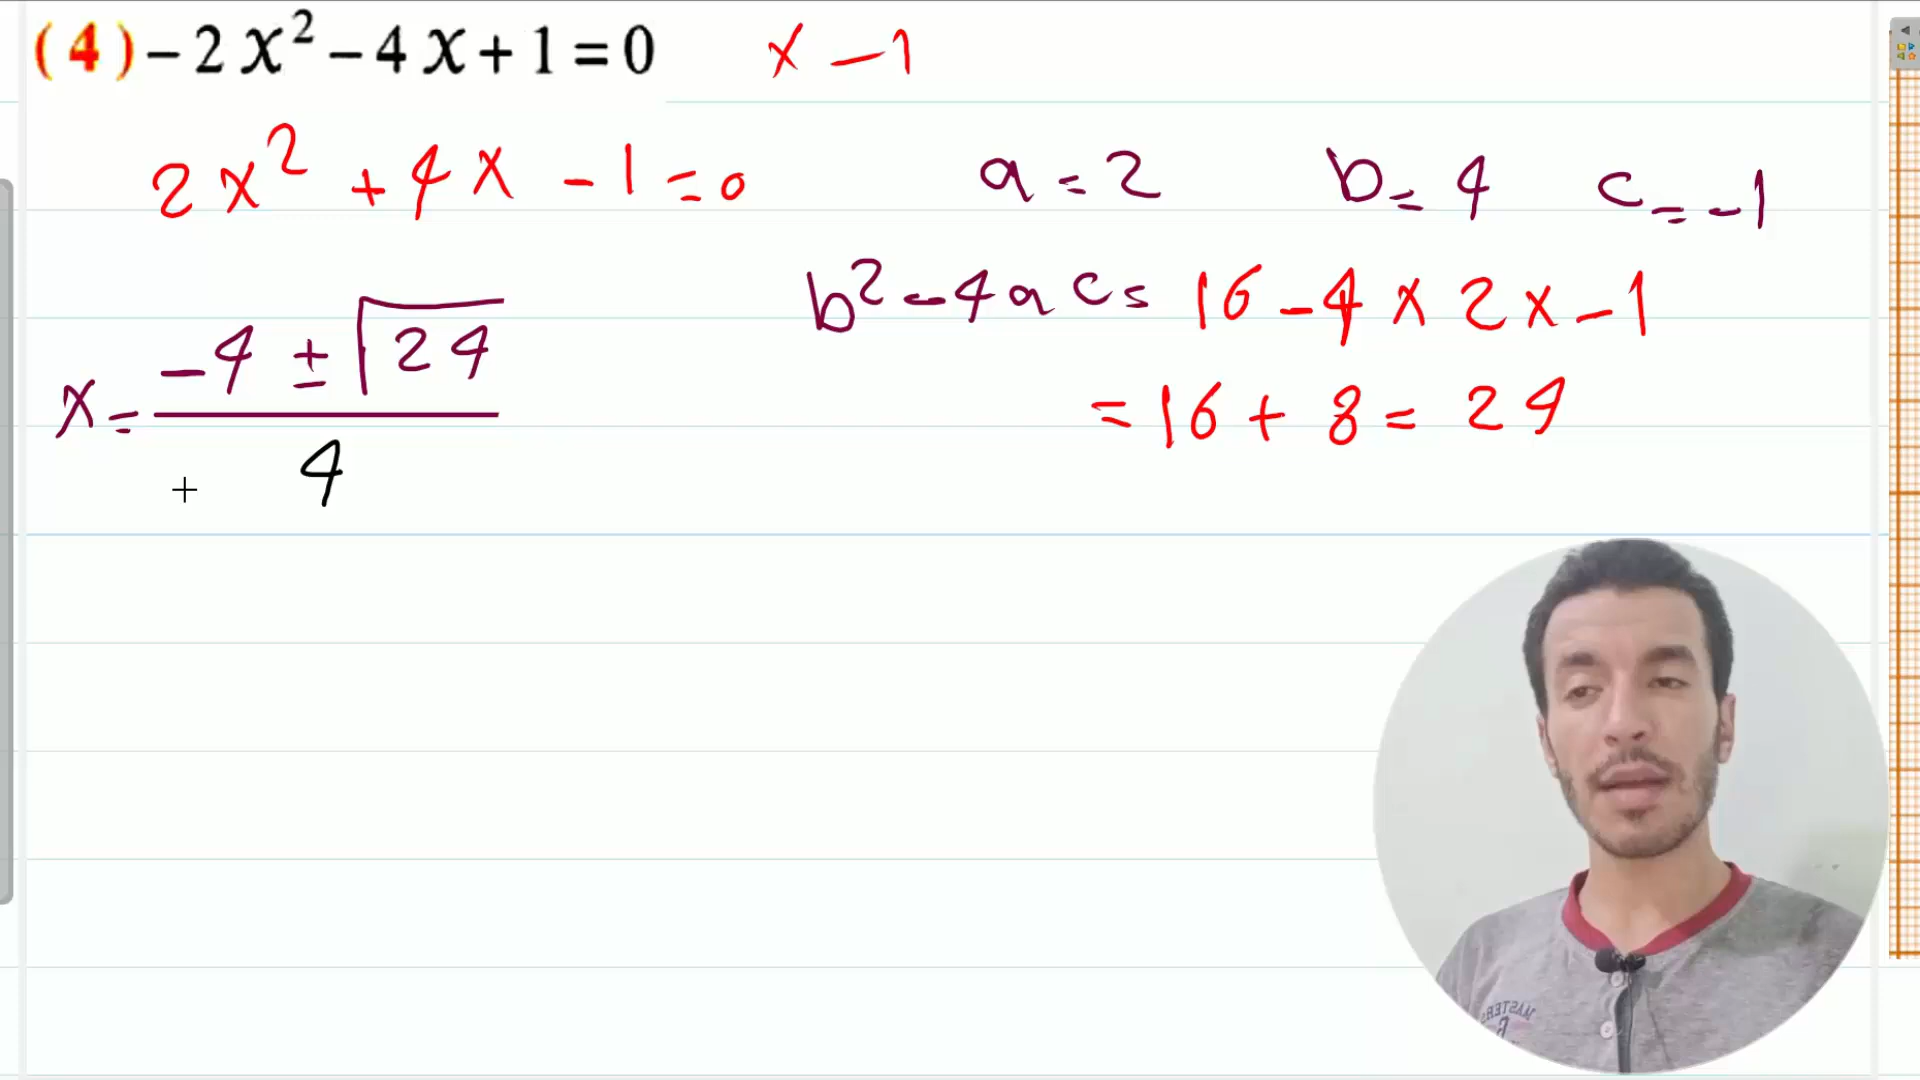 (4) -2x² - 4x + 1 = 0 x -1
2x² + 4x - 1 = 0 a = 2 b = 4 c = -1
b² - 4ac = 16 - 4 x 2 x -1
= 16 + 8 = 24
x = (-4 ± √24) / 4
MASTERS